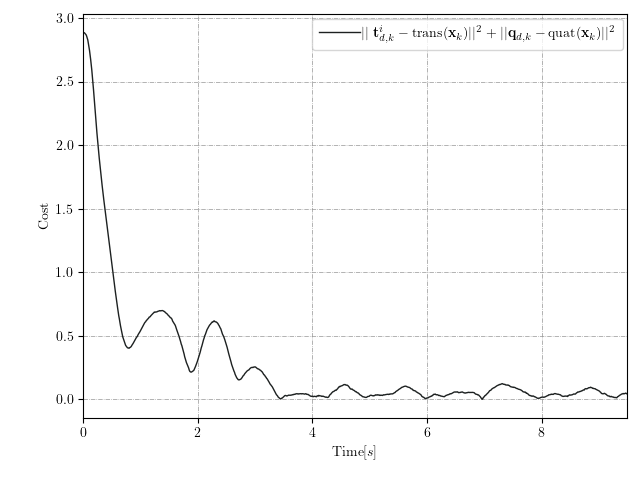 || t^i_{d,k} − trans(x_k)||² + ||q_{d,k} − quat(x_k)||²
3.0
2.5
2.0
1.5
1.0
0.5
0.0
Cost
0 2 4 6 8
Time[s]